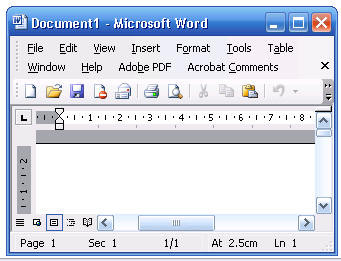 Document1 - Microsoft Word
File Edit View Insert Format Tools Table
Window Help Adobe PDF Acrobat Comments
1 2 3 4 5 6 7 8
2
1
Page 1 Sec 1 1/1 At 2.5cm Ln 1